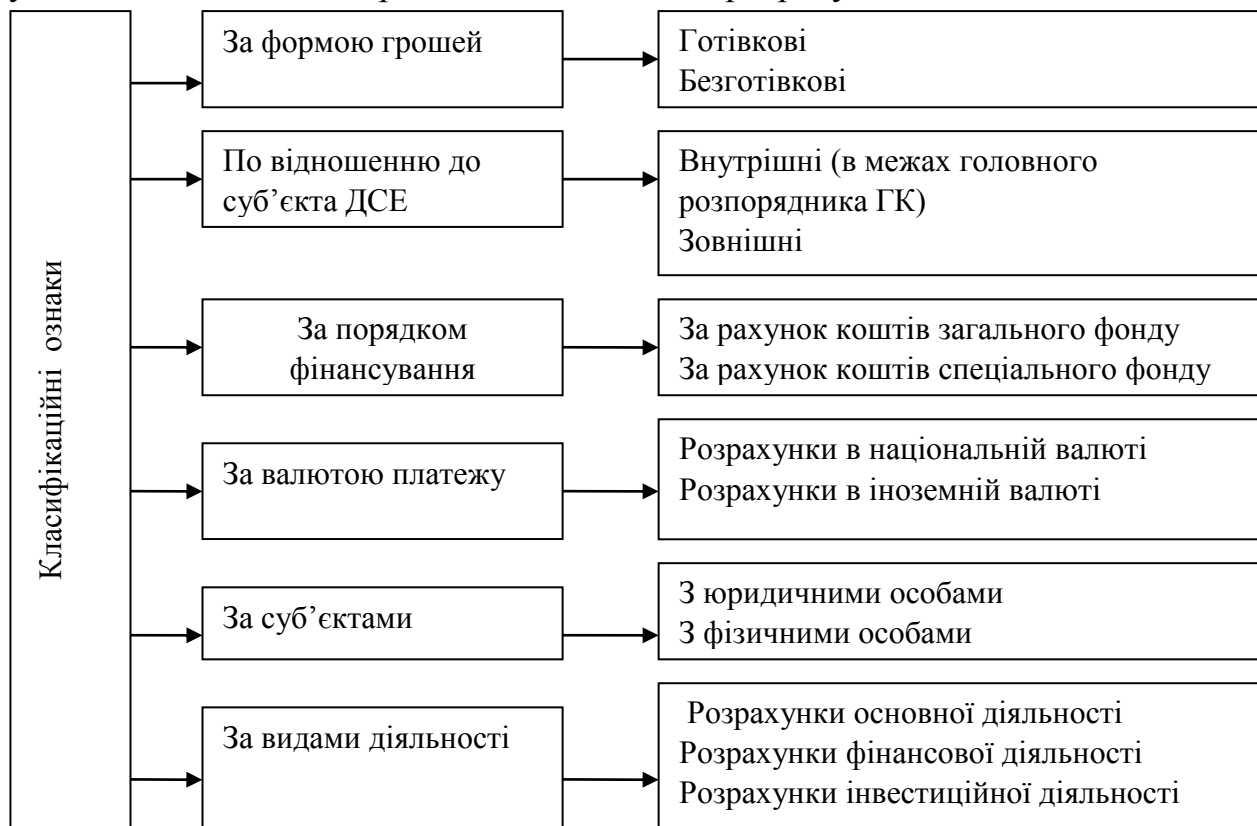 Класифікаційні ознаки
За формою грошей
Готівкові
Безготівкові
По відношенню до
суб’єкта ДСЕ
Внутрішні (в межах головного
розпорядника ГК)
Зовнішні
За порядком
фінансування
За рахунок коштів загального фонду
За рахунок коштів спеціального фонду
За валютою платежу
Розрахунки в національній валюті
Розрахунки в іноземній валюті
За суб’єктами
З юридичними особами
З фізичними особами
За видами діяльності
Розрахунки основної діяльності
Розрахунки фінансової діяльності
Розрахунки інвестиційної діяльності